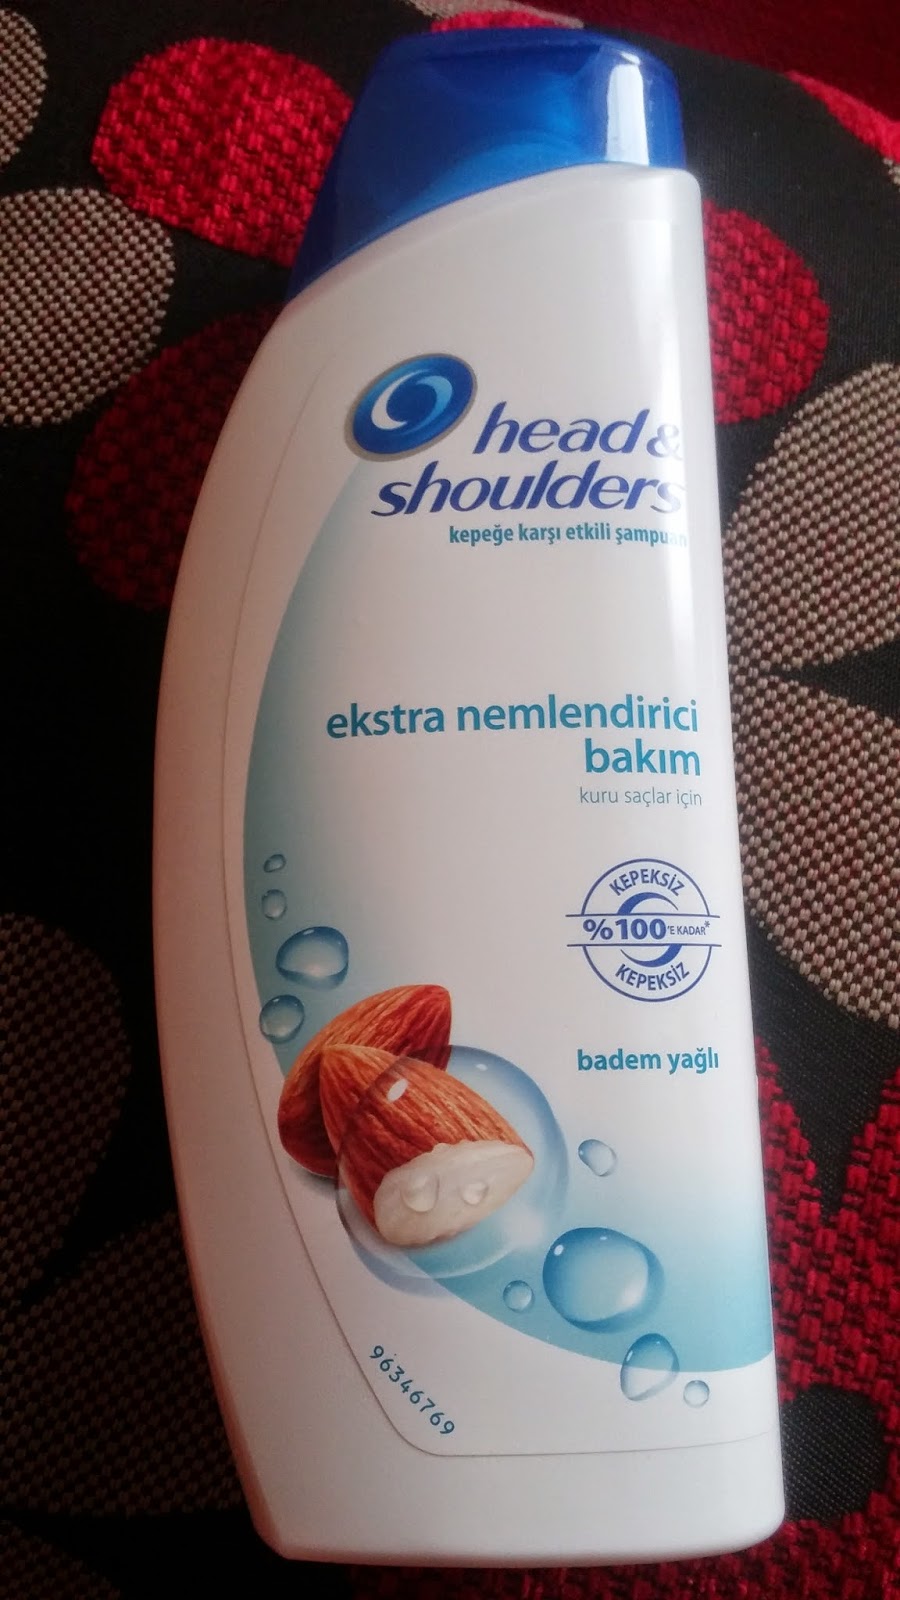 head &
shoulders
kepeğe karşı etkili şampuan
ekstra nemlendirici
bakım
kuru saçlar için
KEPEKSİZ
%100'E KADAR*
KEPEKSİZ
badem yağlı
96346769